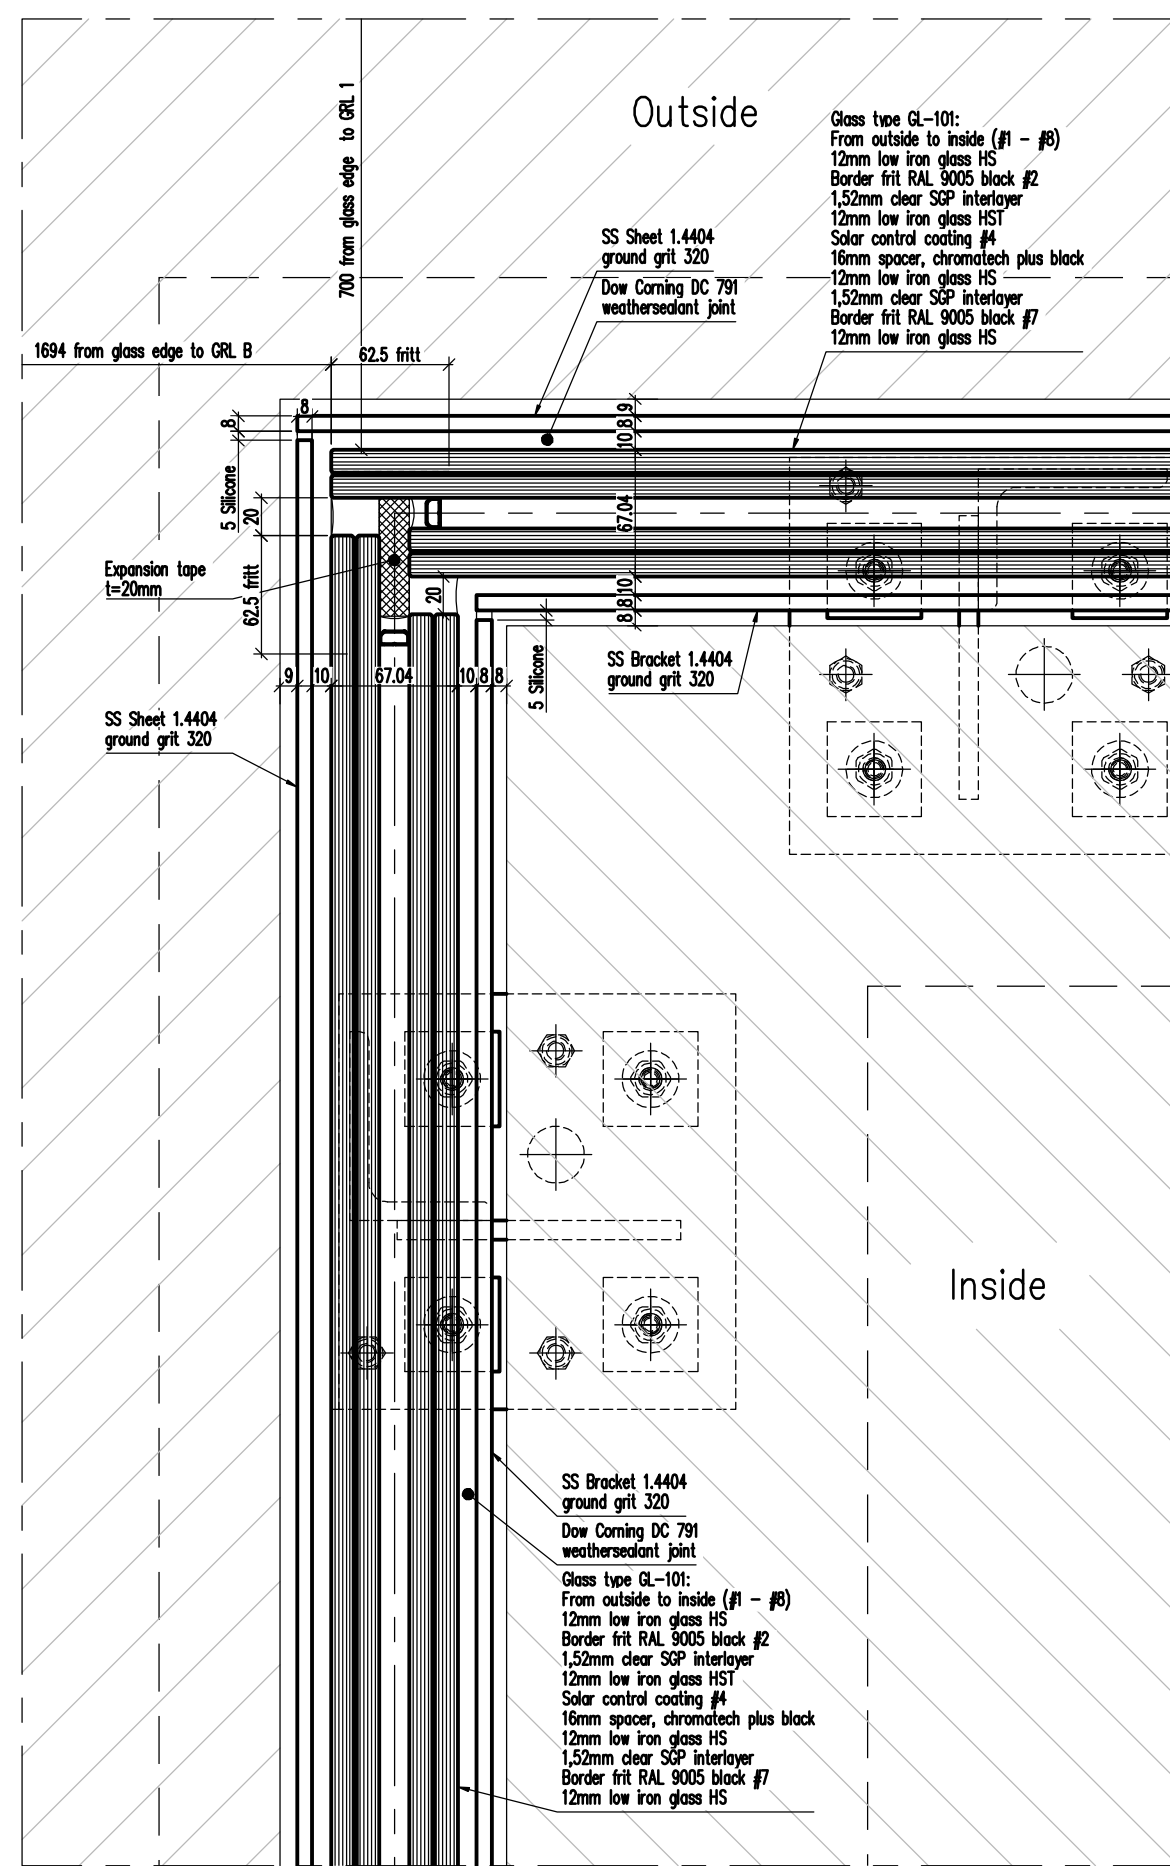 Outside
Glass type GL-101:
From outside to inside (#1 - #8)
12mm low iron glass HS
Border frit RAL 9005 black #2
1,52mm clear SGP interlayer
12mm low iron glass HST
Solar control coating #4
16mm spacer, chromatech plus black
12mm low iron glass HS
1,52mm clear SGP interlayer
Border frit RAL 9005 black #7
12mm low iron glass HS
700 from glass edge to GRL 1
SS Sheet 1.4404
ground grit 320
Dow Corning DC 791
weathersealant joint
1694 from glass edge to GRL B
62.5 fritt
8
8
9
8
10
5 Silicone
20
67.04
Expansion tape
t=20mm
62.5 fritt
20
10
8
8
9
10
67.04
10
8
8
5 Silicone
SS Bracket 1.4404
ground grit 320
SS Sheet 1.4404
ground grit 320
Inside
SS Bracket 1.4404
ground grit 320
Dow Corning DC 791
weathersealant joint
Glass type GL-101:
From outside to inside (#1 - #8)
12mm low iron glass HS
Border frit RAL 9005 black #2
1,52mm clear SGP interlayer
12mm low iron glass HST
Solar control coating #4
16mm spacer, chromatech plus black
12mm low iron glass HS
1,52mm clear SGP interlayer
Border frit RAL 9005 black #7
12mm low iron glass HS